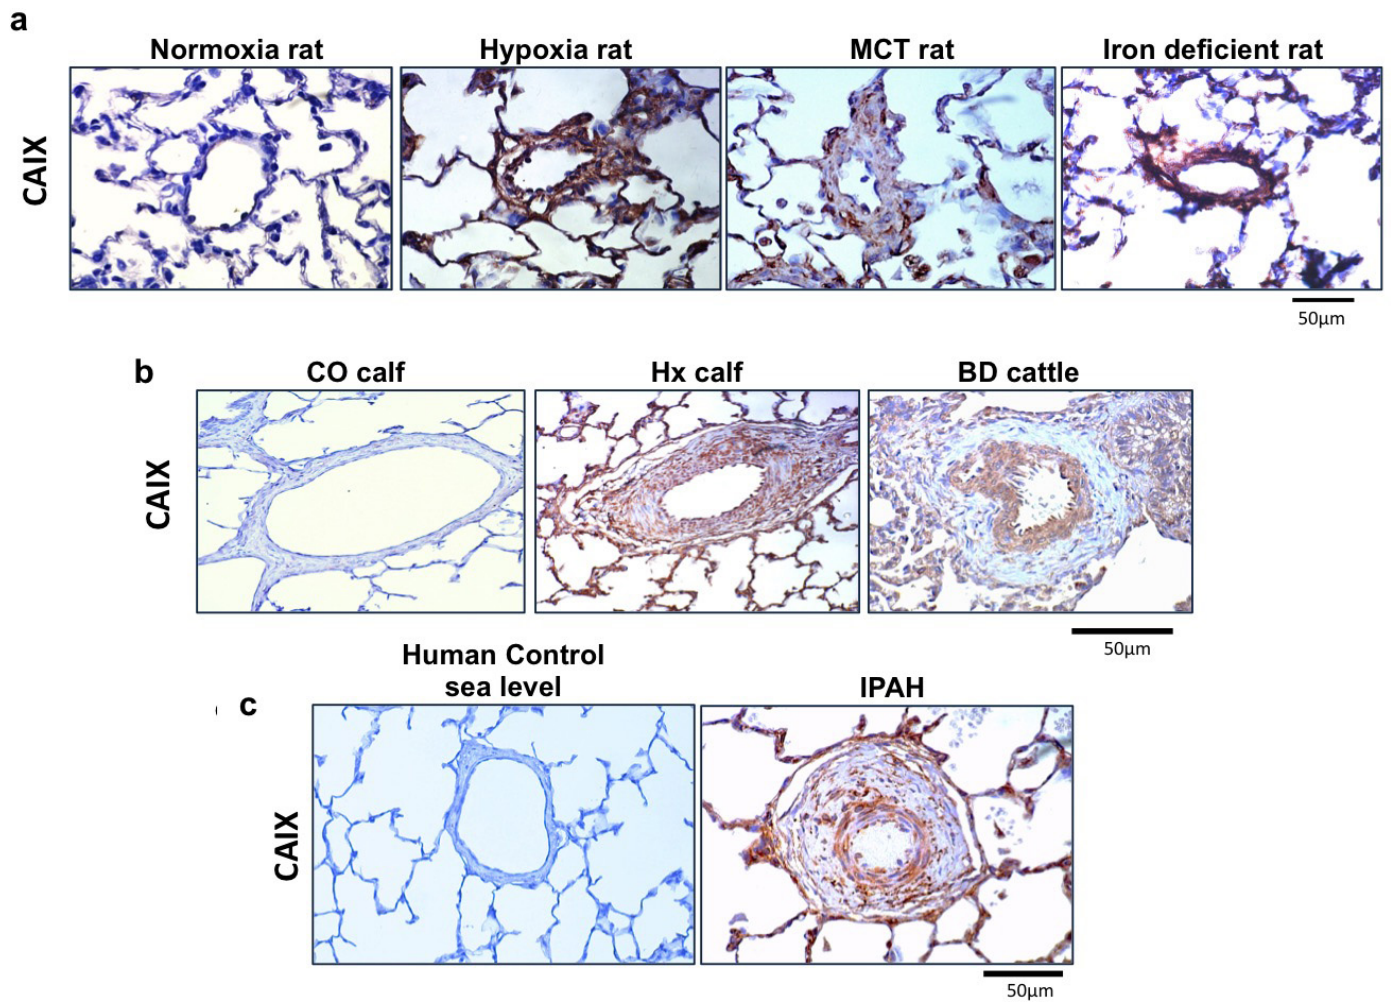 a
Normoxia rat
Hypoxia rat
MCT rat
Iron deficient rat
CAIX
50µm
b
CO calf
Hx calf
BD cattle
CAIX
50µm
Human Control
sea level
c
IPAH
CAIX
50µm